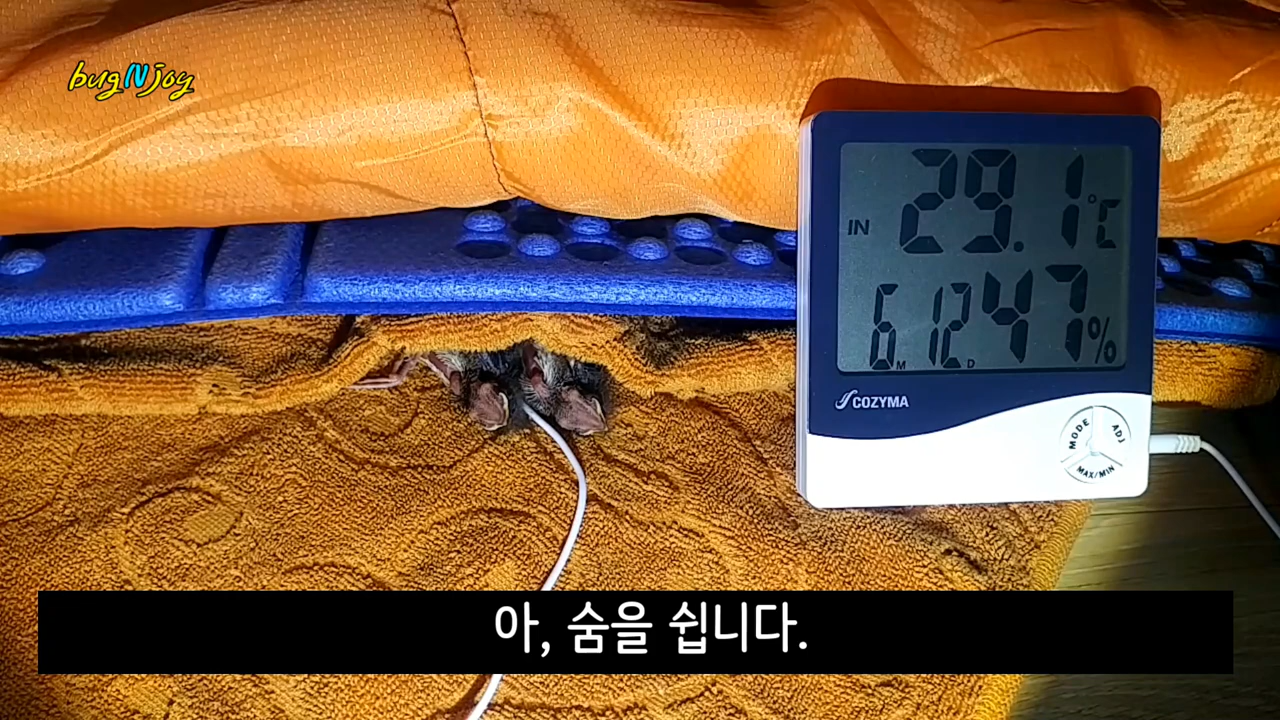 bugNjoy
IN 29.1°C
6M 12D 47%
COZYMA
MODE ADJ
MAX/MIN
아, 숨을 쉽니다.